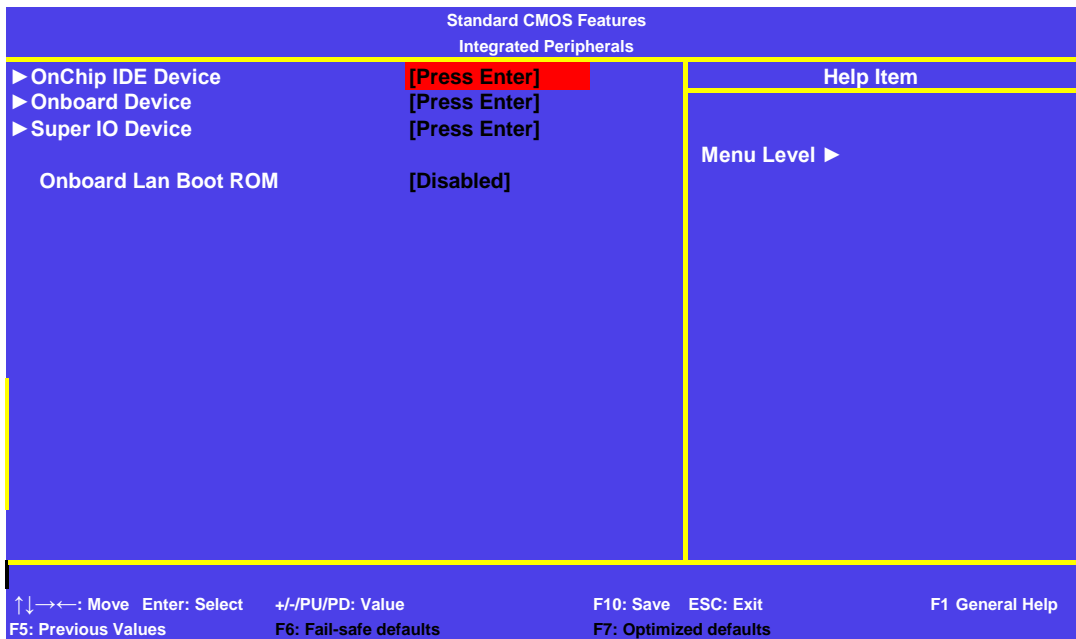 Standard CMOS Features
Integrated Peripherals
►OnChip IDE Device [Press Enter] Help Item
►Onboard Device [Press Enter]
►Super IO Device [Press Enter]
Menu Level ►
Onboard Lan Boot ROM [Disabled]
↑↓→←: Move Enter: Select +/-/PU/PD: Value F10: Save ESC: Exit F1 General Help
F5: Previous Values F6: Fail-safe defaults F7: Optimized defaults